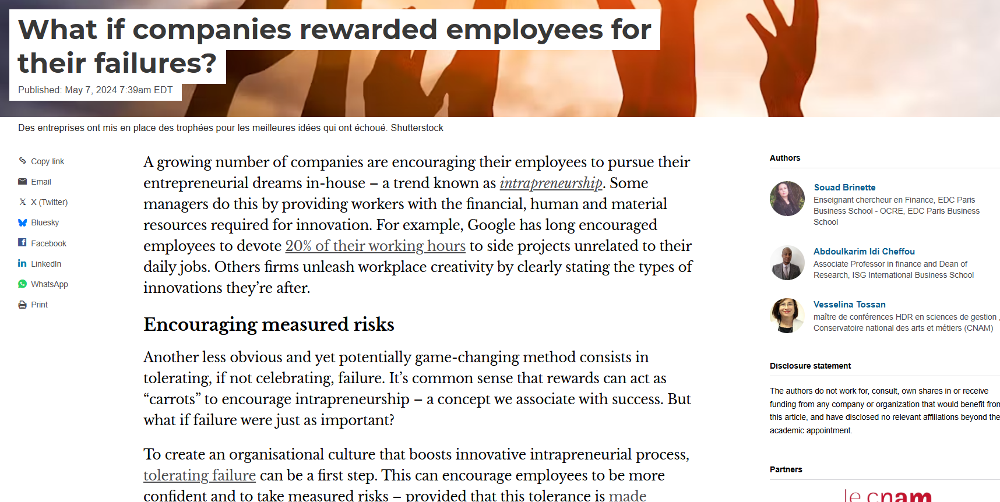 What if companies rewarded employees for
their failures?
Published: May 7, 2024 7:39am EDT
Des entreprises ont mis en place des trophées pour les meilleures idées qui ont échoué. Shutterstock
Copy link
Email
X (Twitter)
Bluesky
Facebook
LinkedIn
WhatsApp
Print
A growing number of companies are encouraging their employees to pursue their
entrepreneurial dreams in-house – a trend known as intrapreneurship. Some
managers do this by providing workers with the financial, human and material
resources required for innovation. For example, Google has long encouraged
employees to devote 20% of their working hours to side projects unrelated to their
daily jobs. Others firms unleash workplace creativity by clearly stating the types of
innovations they’re after.
Encouraging measured risks
Another less obvious and yet potentially game-changing method consists in
tolerating, if not celebrating, failure. It’s common sense that rewards can act as
“carrots” to encourage intrapreneurship – a concept we associate with success. But
what if failure were just as important?
To create an organisational culture that boosts innovative intrapreneurial process,
tolerating failure can be a first step. This can encourage employees to be more
confident and to take measured risks – provided that this tolerance is made
Authors
Souad Brinette
Enseignant chercheur en Finance, EDC Paris
Business School - OCRE, EDC Paris Business
School
Abdoulkarim Idi Cheffou
Associate Professor in finance and Dean of
Research, ISG International Business School
Vesselina Tossan
maître de conférences HDR en sciences de gestion ,
Conservatoire national des arts et métiers (CNAM)
Disclosure statement
The authors do not work for, consult, own shares in or receive
funding from any company or organization that would benefit from
this article, and have disclosed no relevant affiliations beyond the
academic appointment.
Partners
le cnam